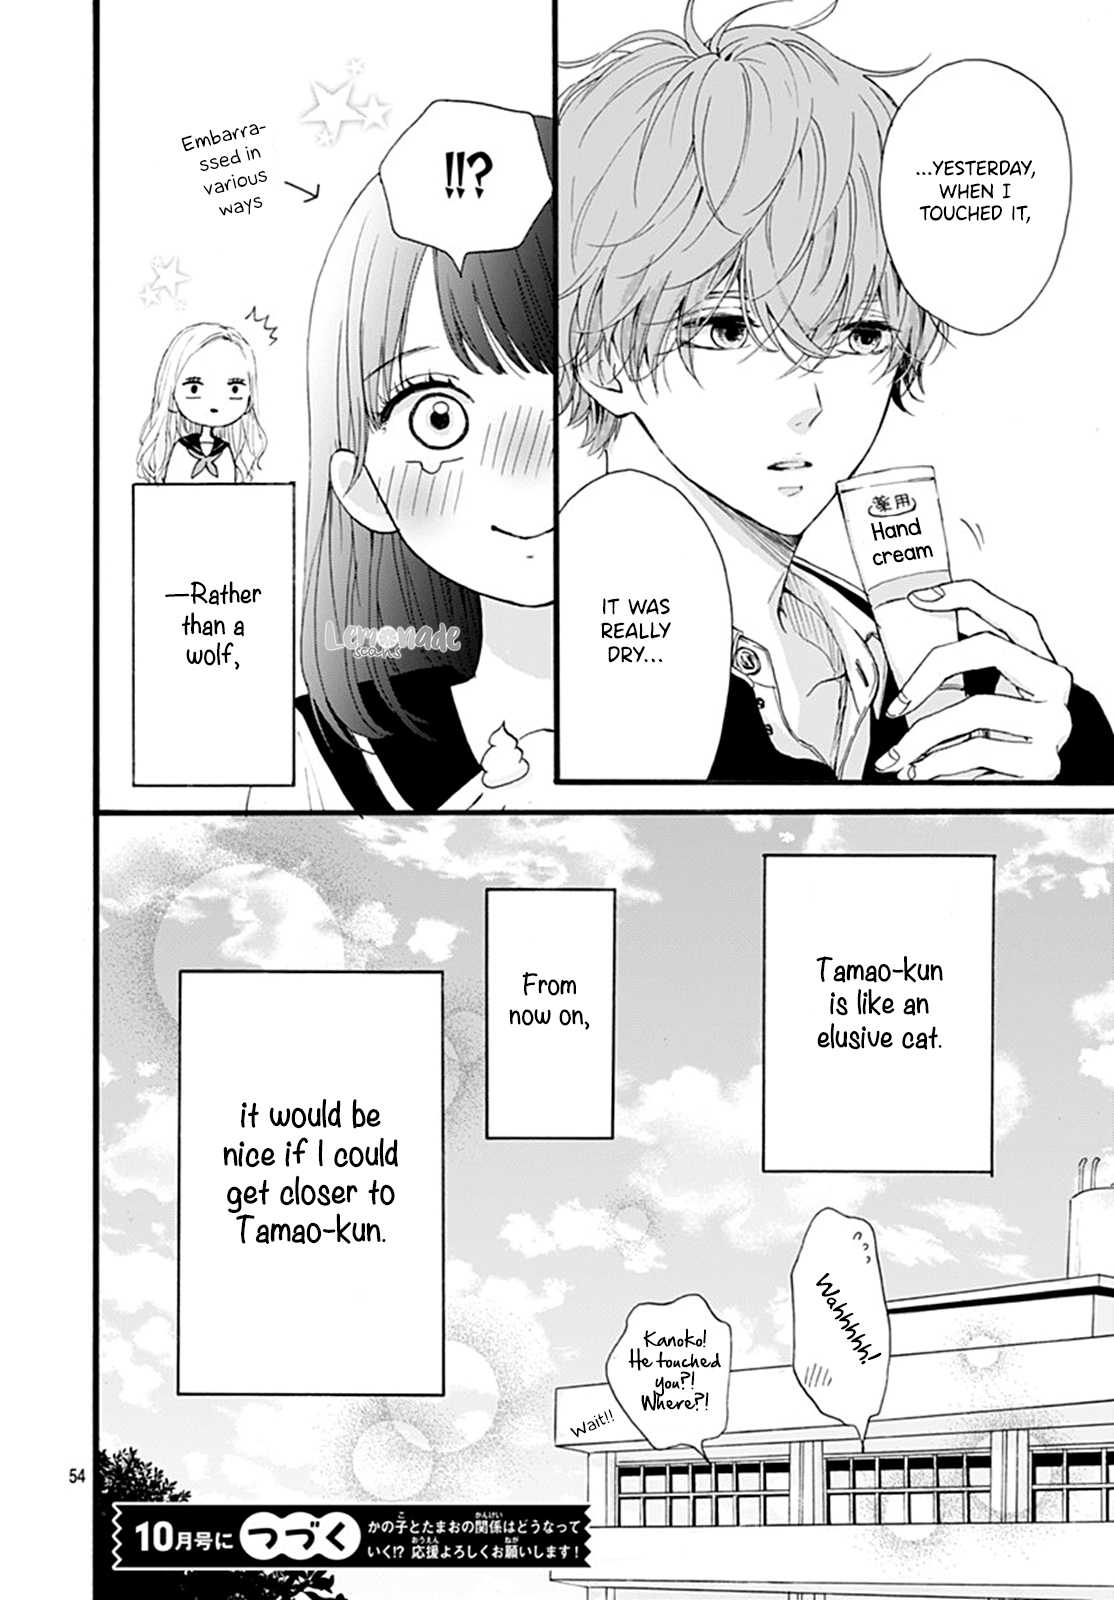 ...YESTERDAY,
WHEN I
TOUCHED IT,
薬用
Hand
cream
IT WAS
REALLY
DRY...
!!?
Embarra-
ssed in
various
ways
—Rather
than a
wolf,
Lemonade
scans
Tamao-kun
is like an
elusive cat.
From
now on,
it would be
nice if I could
get closer to
Tamao-kun.
Wahhhhh!
Kanoko!
He touched
you?!
Where?!
Wait!!
54
10月号に つづく
かの子とたまおの関係はどうなって
いく!? 応援よろしくお願いします！